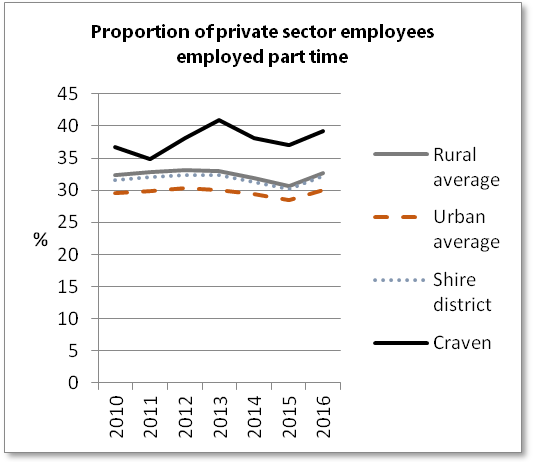 Proportion of private sector employees
employed part time
45
40
35
30
25
20
15
10
5
0
%
2010
2011
2012
2013
2014
2015
2016
Rural
average
Urban
average
Shire
district
Craven